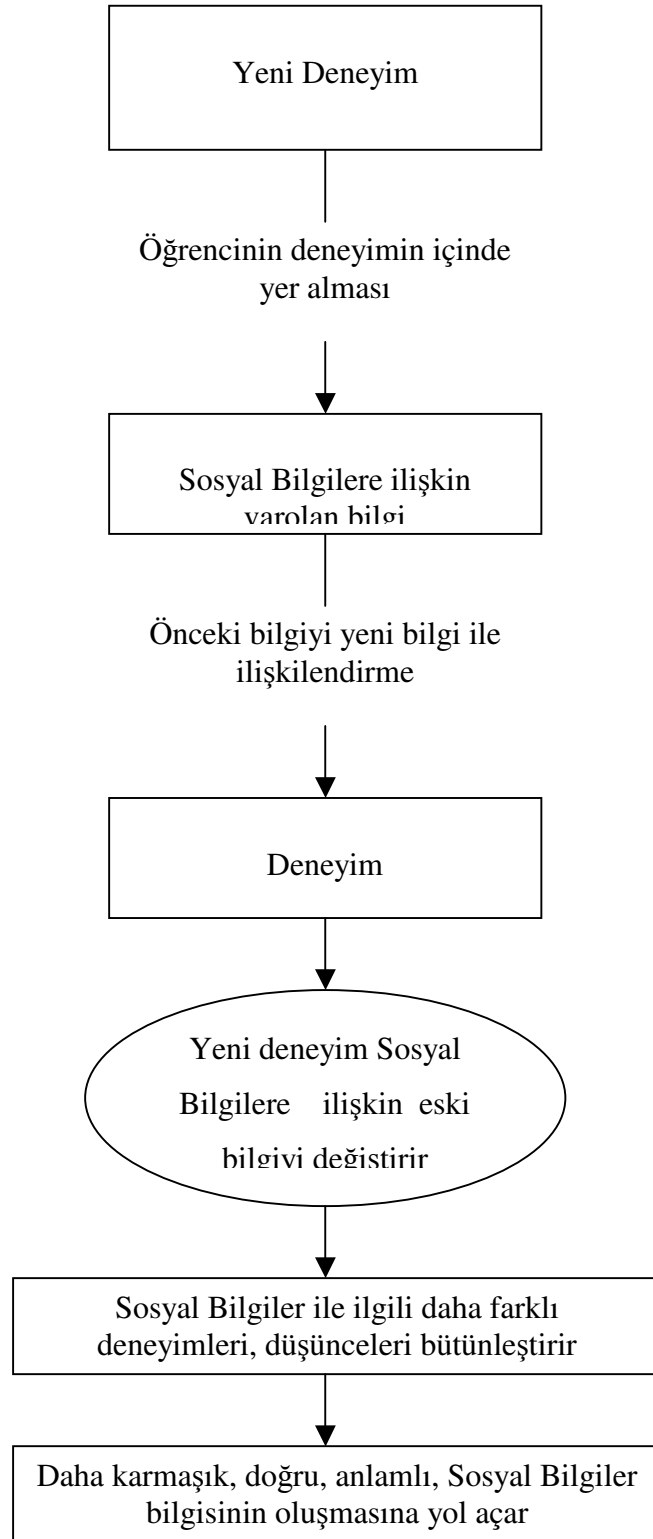 Yeni Deneyim
Öğrencinin deneyimin içinde
yer alması
Sosyal Bilgilere ilişkin
varolan bilgi
Önceki bilgiyi yeni bilgi ile
ilişkilendirme
Deneyim
Yeni deneyim Sosyal
Bilgilere ilişkin eski
bilgiyi değiştirir
Sosyal Bilgiler ile ilgili daha farklı
deneyimleri, düşünceleri bütünleştirir
Daha karmaşık, doğru, anlamlı, Sosyal Bilgiler
bilgisinin oluşmasına yol açar